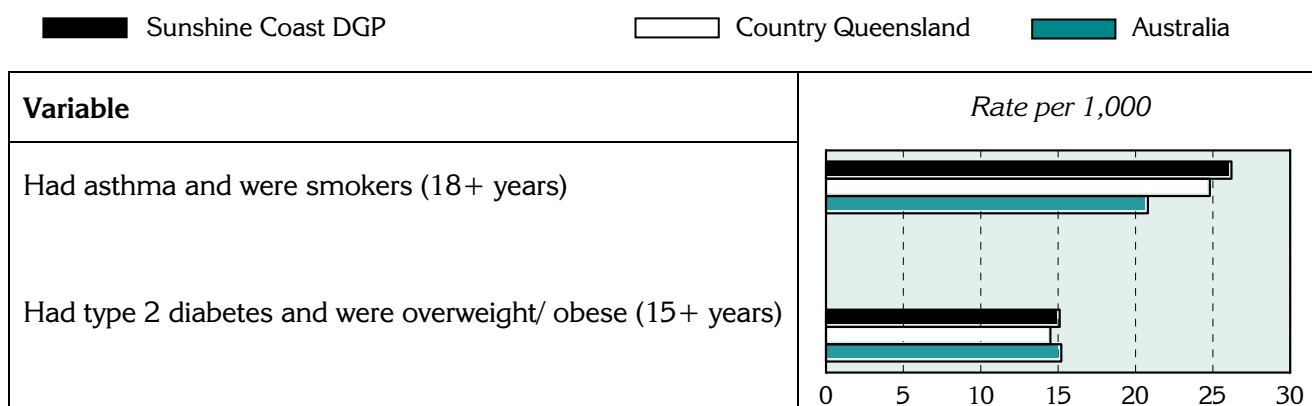 Sunshine Coast DGP Country Queensland Australia
Variable Rate per 1,000
Had asthma and were smokers (18+ years)
Had type 2 diabetes and were overweight/ obese (15+ years)
0 5 10 15 20 25 30